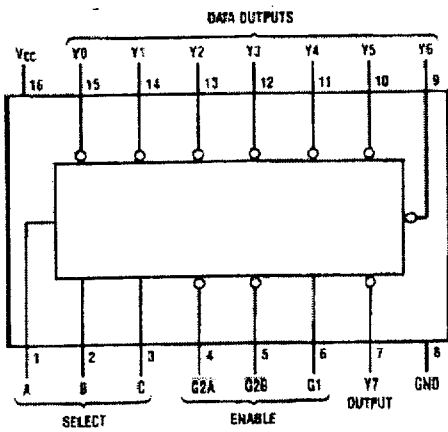 DATA OUTPUTS
VCC Y0 Y1 Y2 Y3 Y4 Y5 Y6
16 15 14 13 12 11 10 9
1 2 3 4 5 6 7 8
A B C G2A G2B G1 Y7 GND
SELECT ENABLE OUTPUT